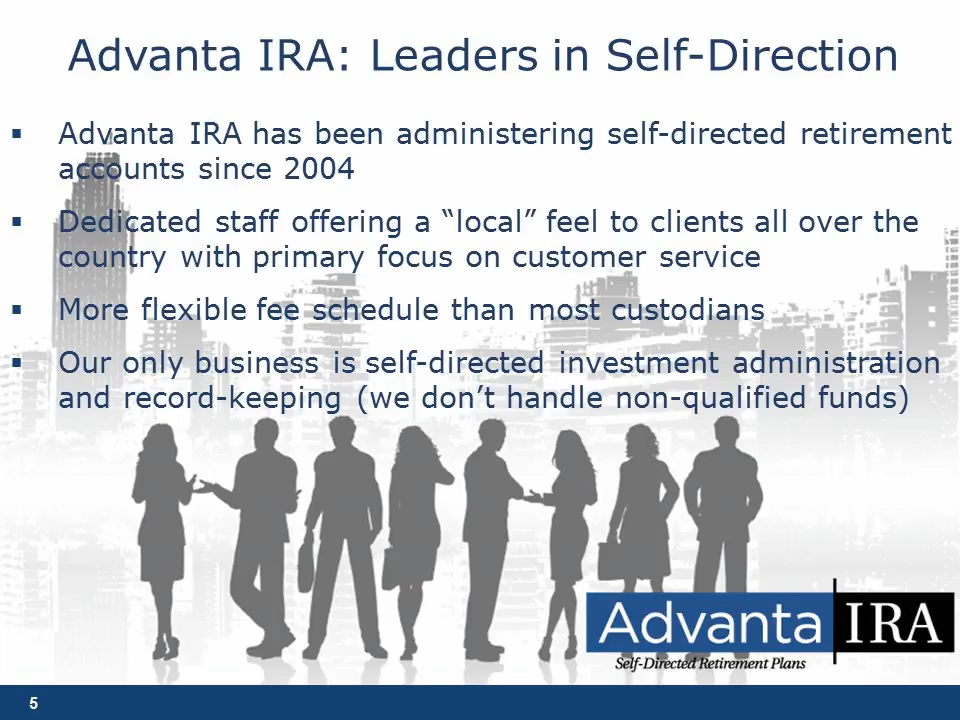 Advanta IRA: Leaders in Self-Direction
▪ Advanta IRA has been administering self-directed retirement
accounts since 2004
▪ Dedicated staff offering a “local” feel to clients all over the
country with primary focus on customer service
▪ More flexible fee schedule than most custodians
▪ Our only business is self-directed investment administration
and record-keeping (we don’t handle non-qualified funds)
Advanta IRA
Self-Directed Retirement Plans
5